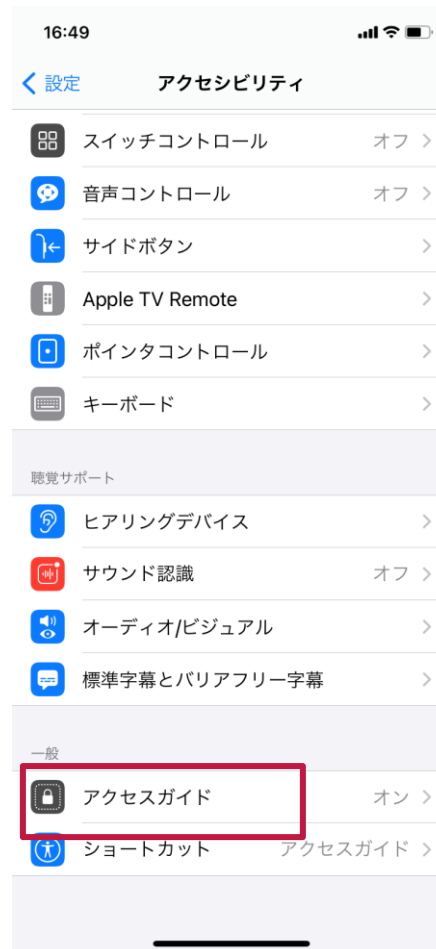 16:49
設定
アクセシビリティ
スイッチコントロール オフ
音声コントロール オフ
サイドボタン
Apple TV Remote
ポインタコントロール
キーボード
聴覚サポート
ヒアリングデバイス
サウンド認識 オフ
オーディオ/ビジュアル
標準字幕とバリアフリー字幕
一般
アクセスガイド オン
ショートカット アクセスガイド